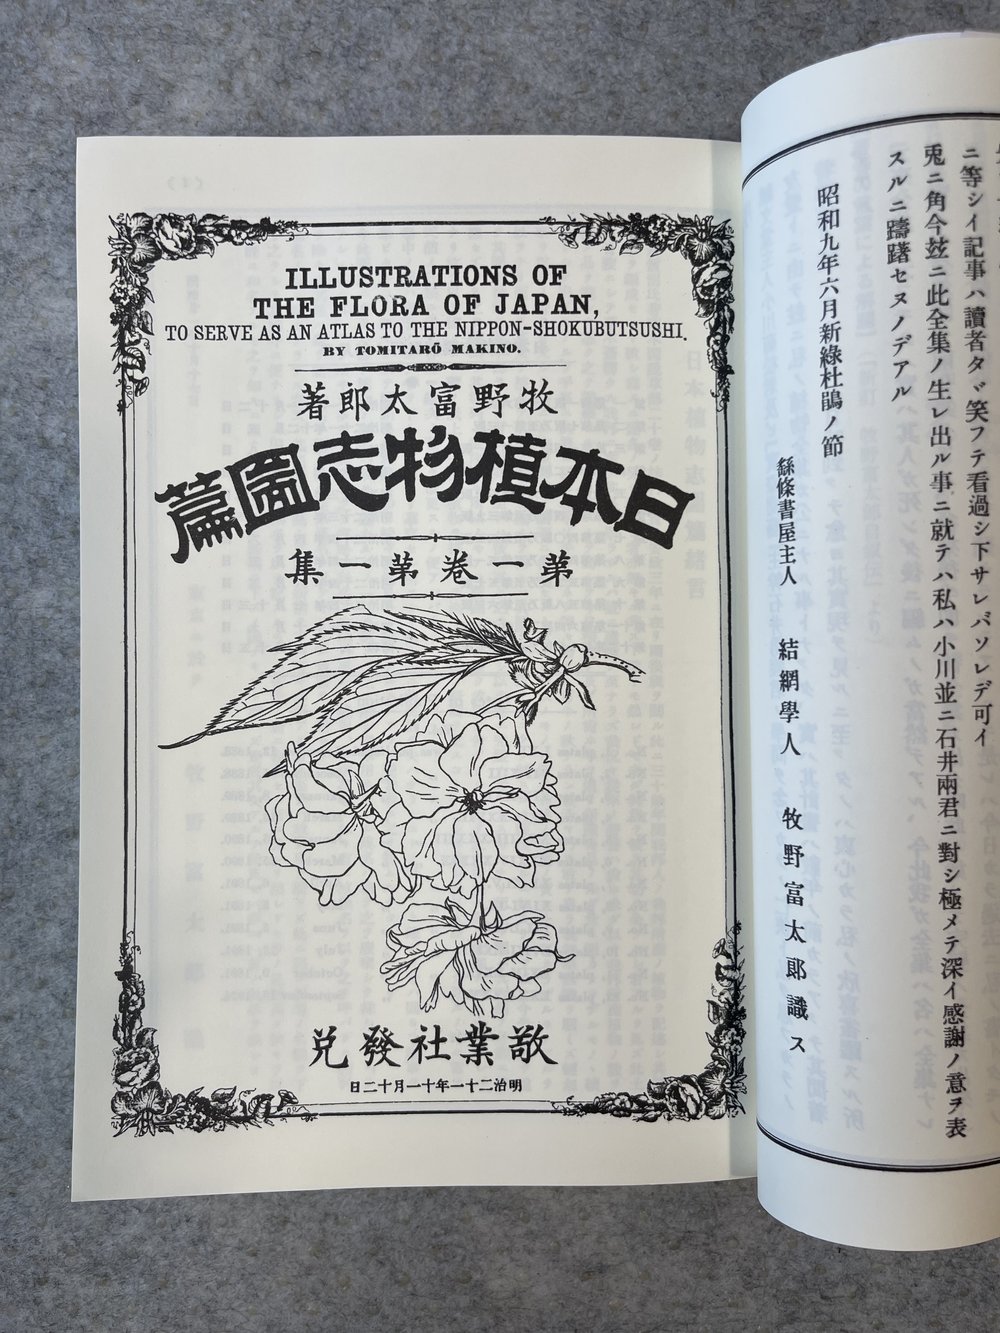 ILLUSTRATIONS OF
THE FLORA OF JAPAN,
TO SERVE AS AN ATLAS TO THE NIPPON-SHOKUBUTSUSHI.
BY TOMITARŌ MAKINO.
牧野富太郎著
日本植物志圖篇
苐一卷苐一集
敬業社發兌
明治二十一年十一月十二日
ニ等シイ記事ハ讀者タヾ笑フテ看過シ下サレバソレデ可イ
兎ニ角今玆ニ此全集ノ生レ出ル事ニ就テハ私ハ小川並ニ石井兩君ニ對シ極メテ深イ感謝ノ意ヲ表
スルニ躊躇セヌノデアル
昭和九年六月新綠杜鵑ノ節
繇條書屋主人 結網學人 牧野富太郎識ス